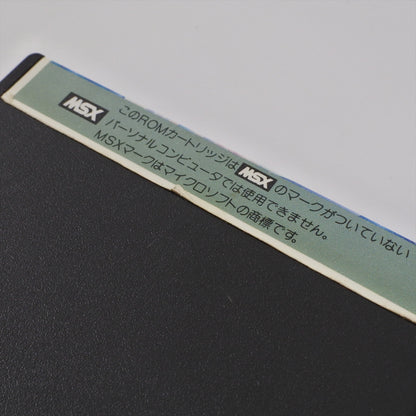 MSX このROMカートリッジは MSX のマークがついていない
パーソナルコンピュータでは使用できません。
MSXマークはマイクロソフトの商標です。